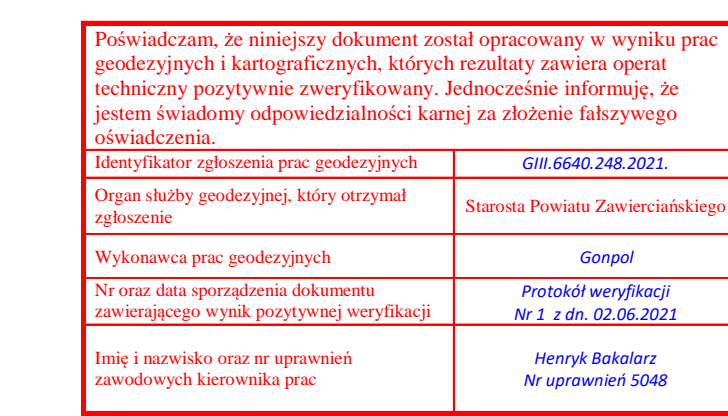 Poświadczam, że niniejszy dokument został opracowany w wyniku prac
geodezyjnych i kartograficznych, których rezultaty zawiera operat
techniczny pozytywnie zweryfikowany. Jednocześnie informuję, że
jestem świadomy odpowiedzialności karnej za złożenie fałszywego
oświadczenia.
Identyfikator zgłoszenia prac geodezyjnych
GIII.6640.248.2021.
Organ służby geodezyjnej, który otrzymał
zgłoszenie
Starosta Powiatu Zawierciańskiego
Wykonawca prac geodezyjnych
Gonpol
Nr oraz data sporządzenia dokumentu
zawierającego wynik pozytywnej weryfikacji
Protokół weryfikacji
Nr 1 z dn. 02.06.2021
Imię i nazwisko oraz nr uprawnień
zawodowych kierownika prac
Henryk Bakalarz
Nr uprawnień 5048